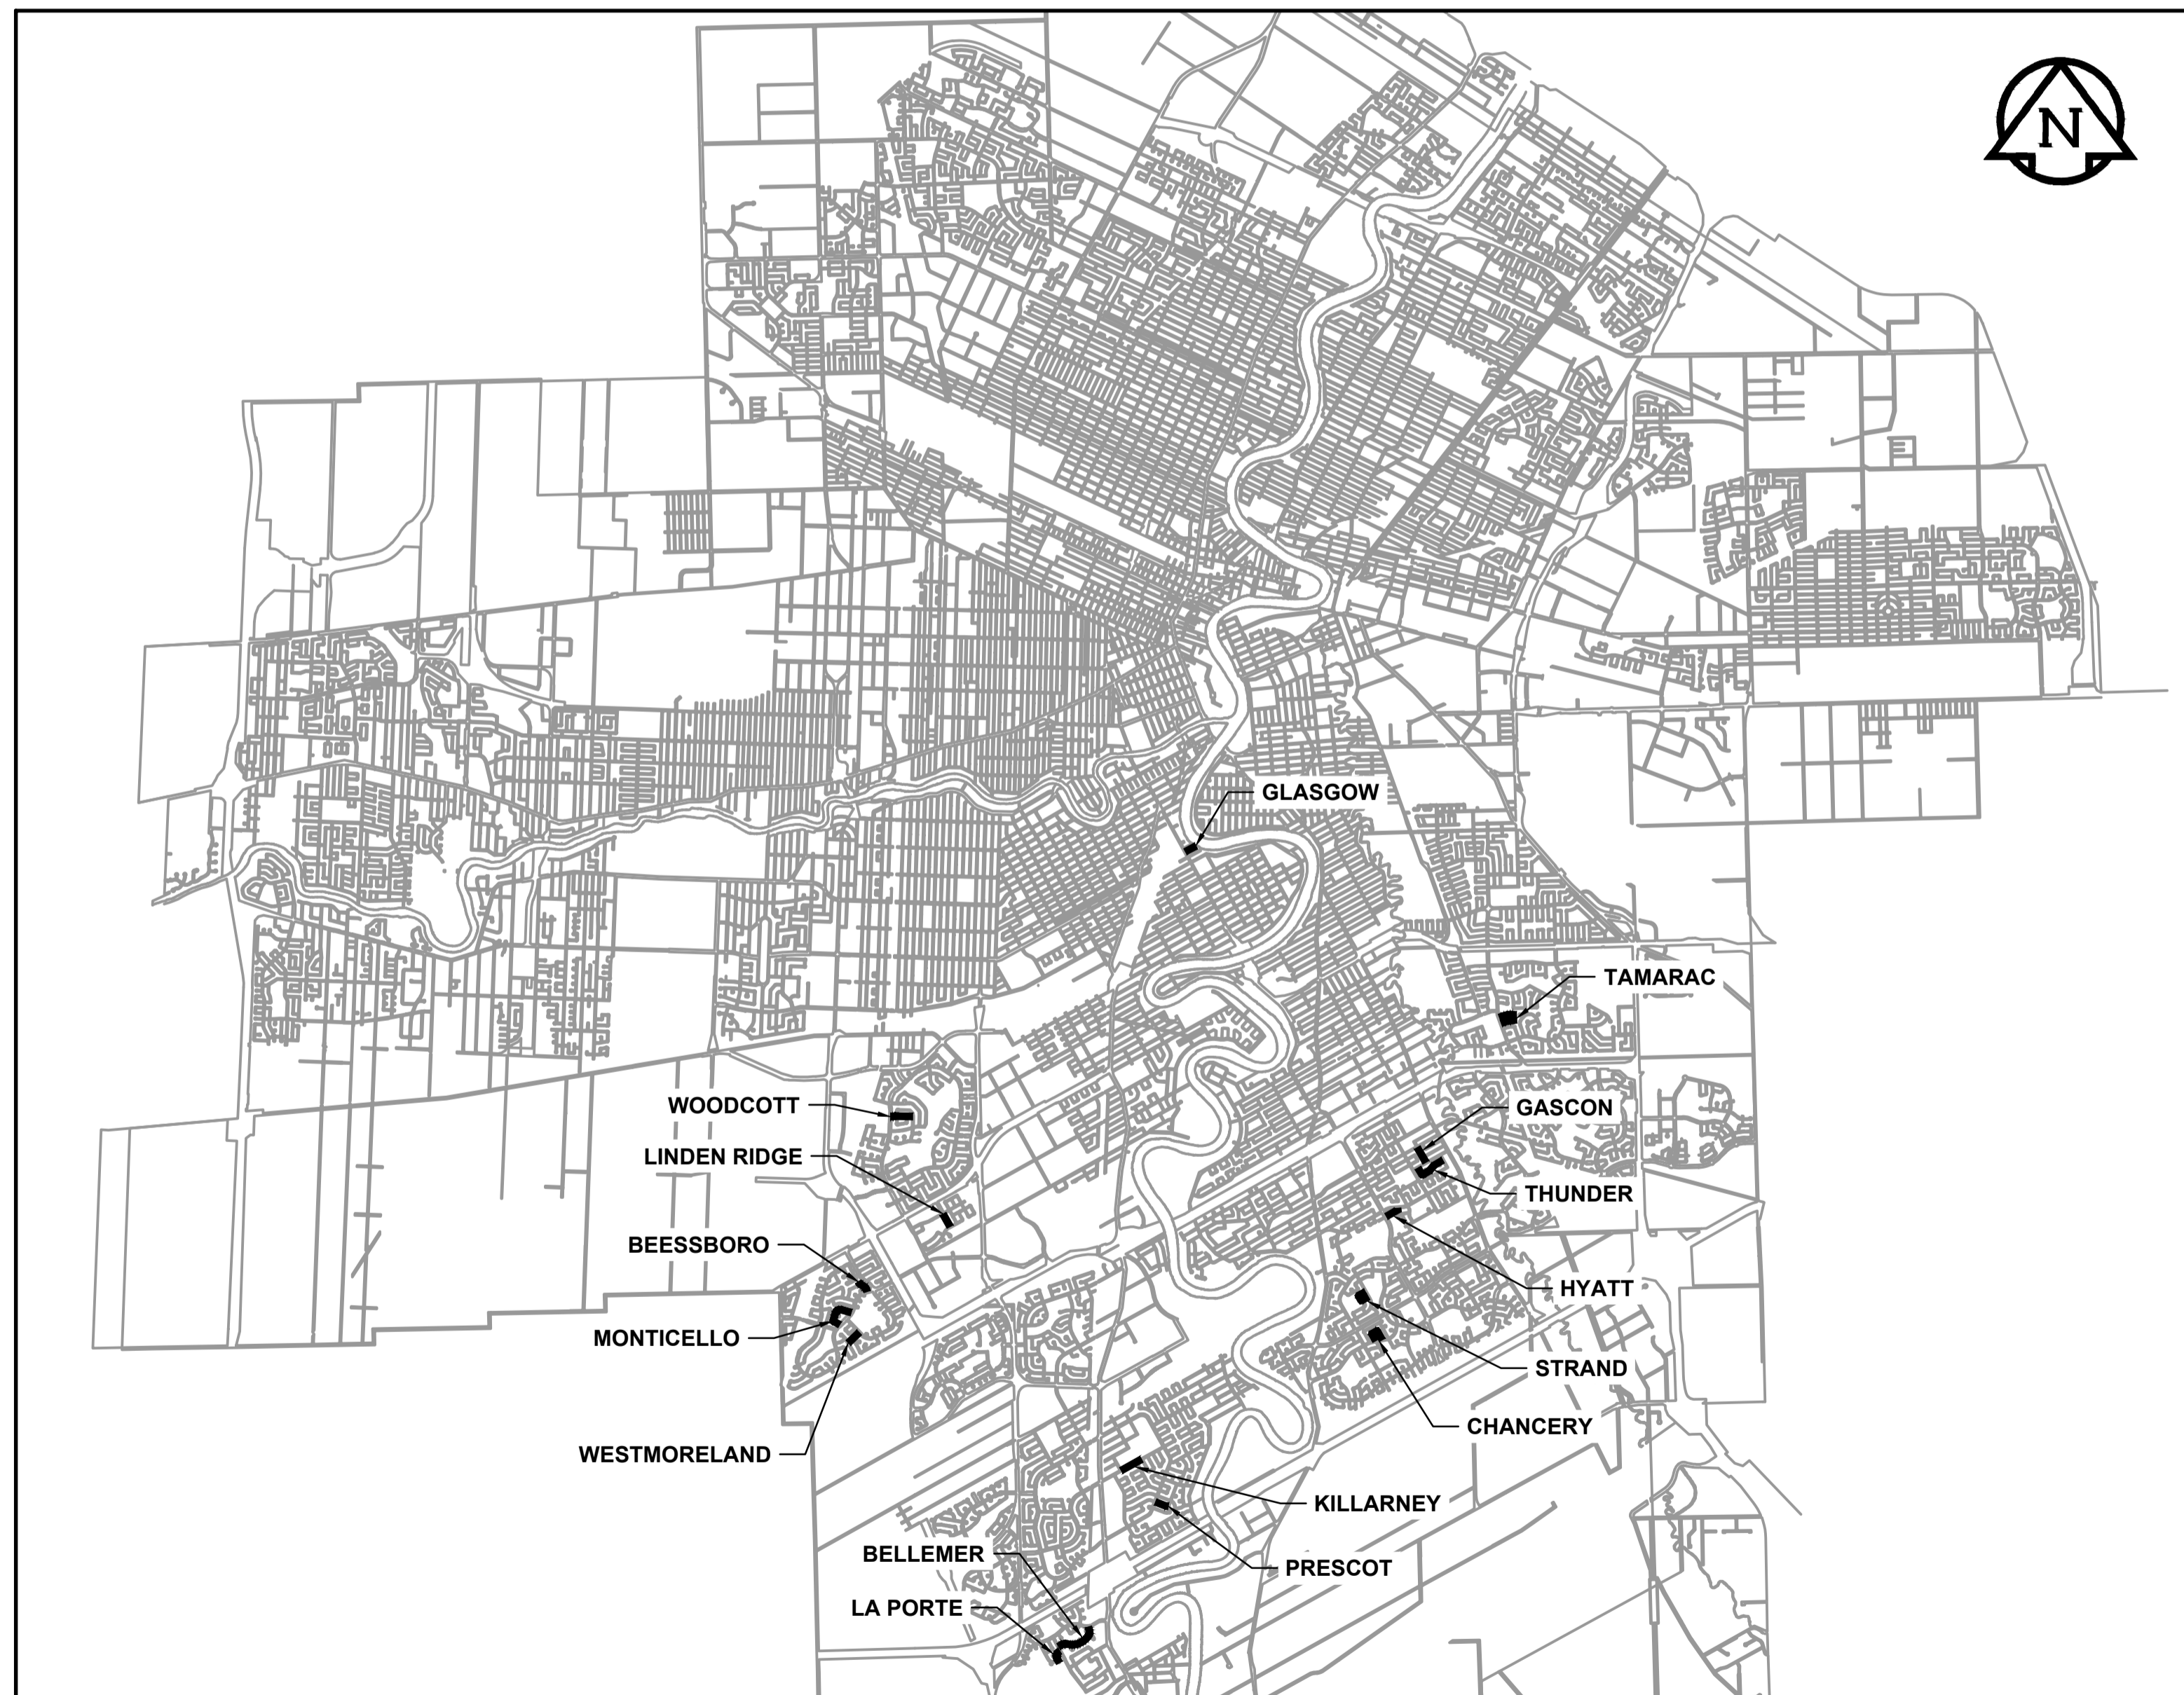 N
GLASGOW
TAMARAC
WOODCOTT
GASCON
LINDEN RIDGE
THUNDER
BEESSBORO
HYATT
MONTICELLO
STRAND
CHANCERY
WESTMORELAND
KILLARNEY
BELLEMER
PRESCOT
LA PORTE